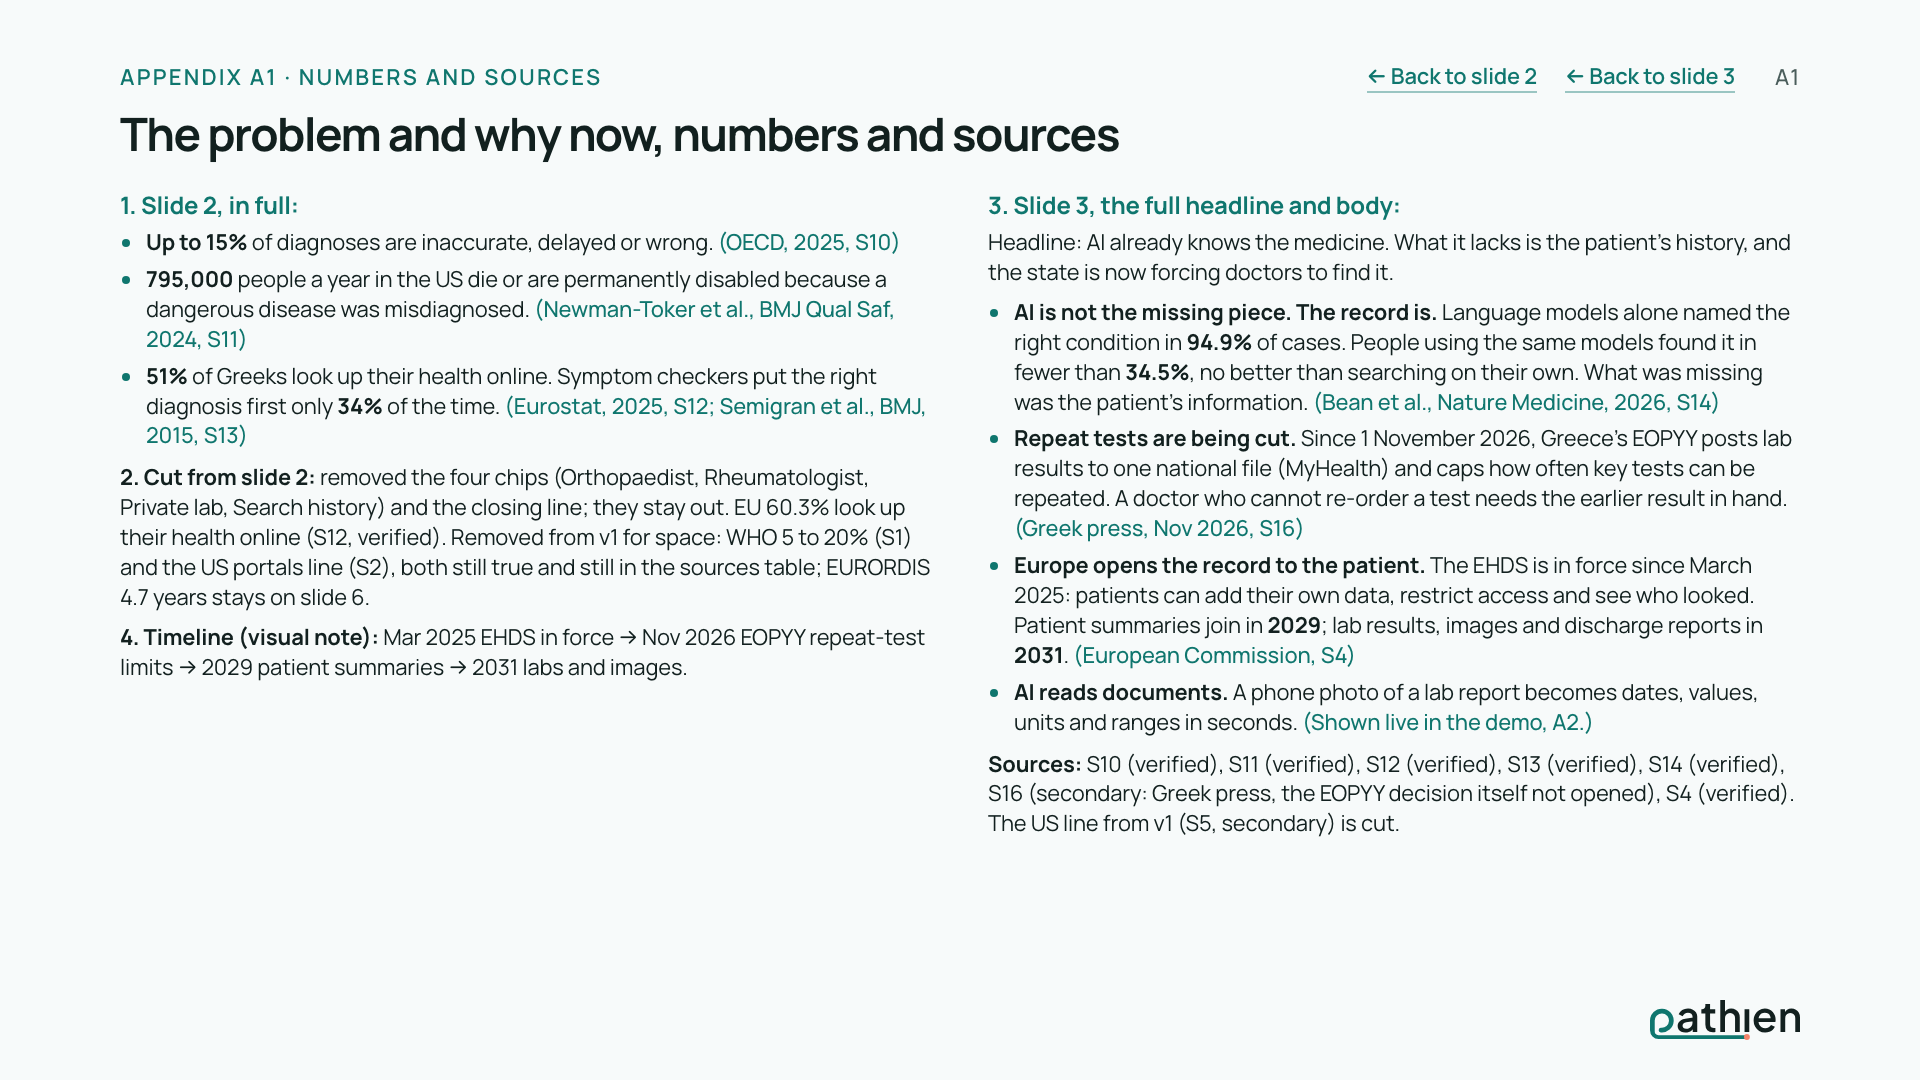 APPENDIX A1 · NUMBERS AND SOURCES
← Back to slide 2
← Back to slide 3
A1
The problem and why now, numbers and sources
1. Slide 2, in full:
• Up to 15% of diagnoses are inaccurate, delayed or wrong. (OECD, 2025, S10)
• 795,000 people a year in the US die or are permanently disabled because a
dangerous disease was misdiagnosed. (Newman-Toker et al., BMJ Qual Saf,
2024, S11)
• 51% of Greeks look up their health online. Symptom checkers put the right
diagnosis first only 34% of the time. (Eurostat, 2025, S12; Semigran et al., BMJ,
2015, S13)
2. Cut from slide 2: removed the four chips (Orthopaedist, Rheumatologist,
Private lab, Search history) and the closing line; they stay out. EU 60.3% look up
their health online (S12, verified). Removed from v1 for space: WHO 5 to 20% (S1)
and the US portals line (S2), both still true and still in the sources table; EURORDIS
4.7 years stays on slide 6.
4. Timeline (visual note): Mar 2025 EHDS in force → Nov 2026 EOPYY repeat-test
limits → 2029 patient summaries → 2031 labs and images.
3. Slide 3, the full headline and body:
Headline: AI already knows the medicine. What it lacks is the patient's history, and
the state is now forcing doctors to find it.
• AI is not the missing piece. The record is. Language models alone named the
right condition in 94.9% of cases. People using the same models found it in
fewer than 34.5%, no better than searching on their own. What was missing
was the patient's information. (Bean et al., Nature Medicine, 2026, S14)
• Repeat tests are being cut. Since 1 November 2026, Greece's EOPYY posts lab
results to one national file (MyHealth) and caps how often key tests can be
repeated. A doctor who cannot re-order a test needs the earlier result in hand.
(Greek press, Nov 2026, S16)
• Europe opens the record to the patient. The EHDS is in force since March
2025: patients can add their own data, restrict access and see who looked.
Patient summaries join in 2029; lab results, images and discharge reports in
2031. (European Commission, S4)
• AI reads documents. A phone photo of a lab report becomes dates, values,
units and ranges in seconds. (Shown live in the demo, A2.)
Sources: S10 (verified), S11 (verified), S12 (verified), S13 (verified), S14 (verified),
S16 (secondary: Greek press, the EOPYY decision itself not opened), S4 (verified).
The US line from v1 (S5, secondary) is cut.
pathien